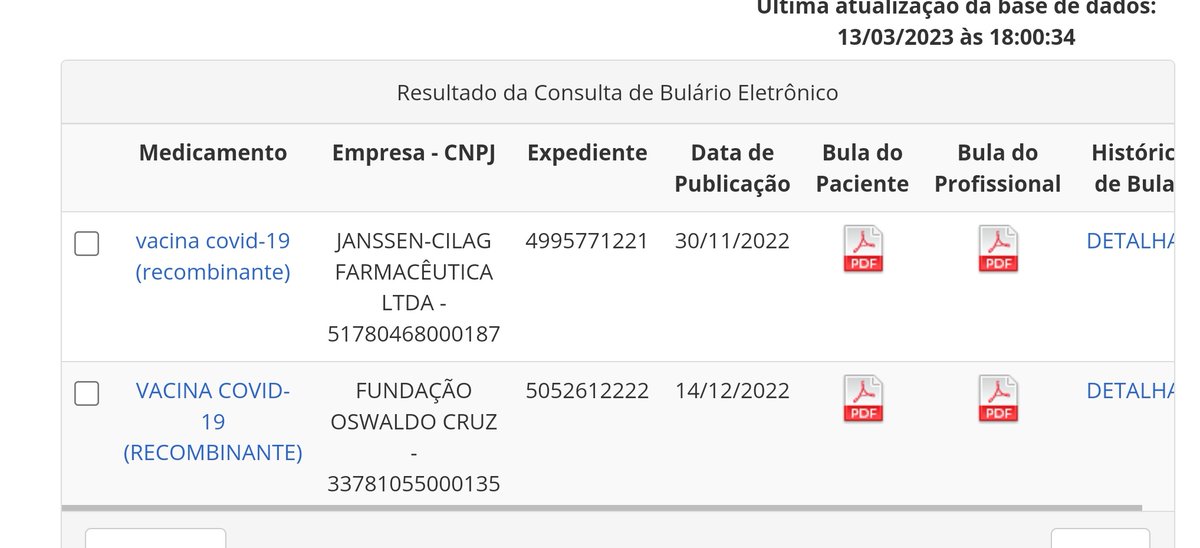 Última atualização da base de dados:
13/03/2023 às 18:00:34
Resultado da Consulta de Bulário Eletrônico
Medicamento Empresa - CNPJ Expediente Data de Publicação Bula do Paciente Bula do Profissional Históric de Bula
vacina covid-19 JANSSEN-CILAG 4995771221 30/11/2022 PDF PDF DETALHA
(recombinante) FARMACÊUTICA
LTDA -
51780468000187
VACINA COVID- FUNDAÇÃO 5052612222 14/12/2022 PDF PDF DETALHA
19 OSWALDO CRUZ
(RECOMBINANTE) -
33781055000135